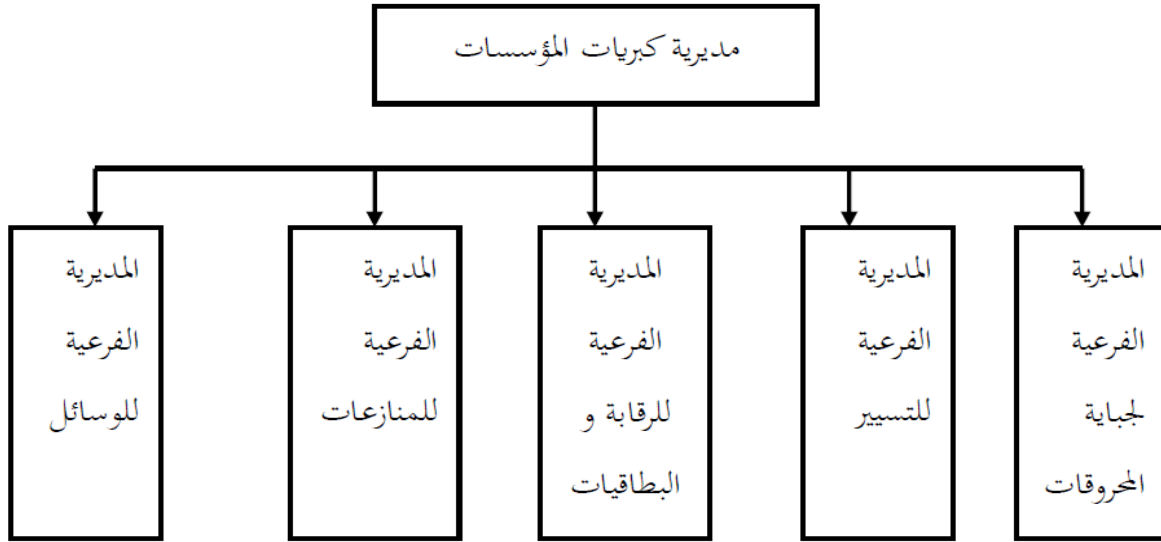 مديرية كبريات المؤسسات
المديرية
الفرعية
لجباية
المحروقات
المديرية
الفرعية
للتسيير
المديرية
الفرعية
للرقابة و
البطاقيات
المديرية
الفرعية
للمنازعات
المديرية
الفرعية
للوسائل